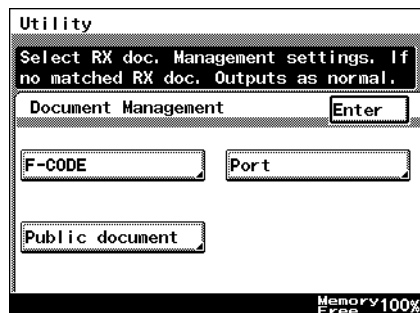 Utility
Select RX doc. Management settings. If
no matched RX doc. Outputs as normal.
Document Management
Enter
F-CODE
Port
Public document
Memory
Free 100%